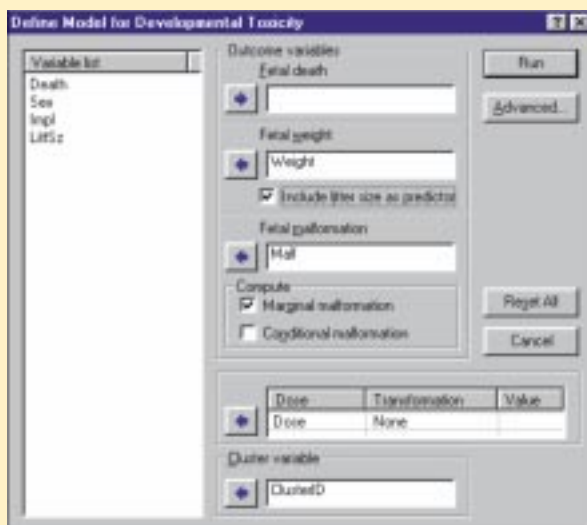 Define Model for Developmental Toxicity
Variable list
Death
Sex
Impl
LittSz
Outcome variables
Fetal death
Fetal weight
Weight
Include litter size as predictor
Fetal malformation
Malf
Compute
Marginal malformation
Conditional malformation
Dose Transformation Value
Dose None
Cluster variable
ClusterID
Run
Advanced...
Reset All
Cancel